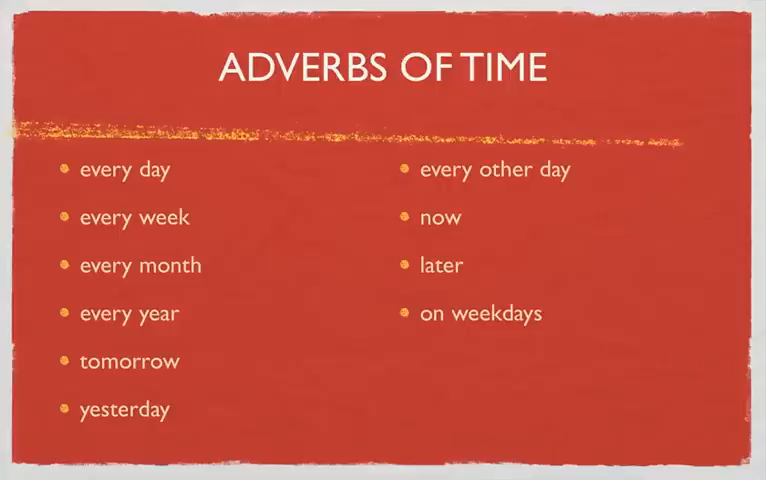 ADVERBS OF TIME
every day
every week
every month
every year
tomorrow
yesterday
every other day
now
later
on weekdays